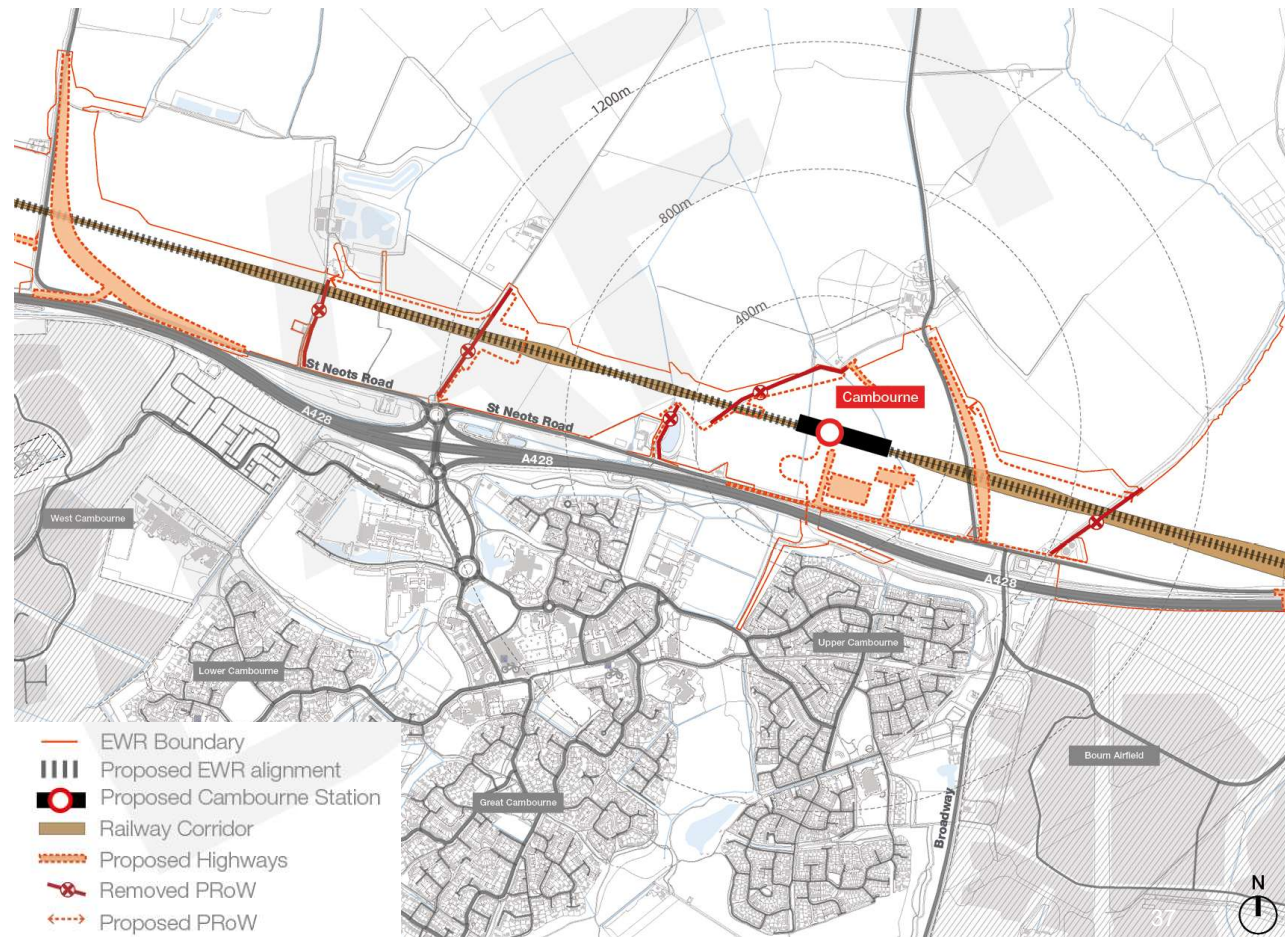 1200m
800m
400m
St Neots Road
Cambourne
St Neots Road
A428
A428
West Cambourne
A428
Upper Cambourne
Lower Cambourne
Bourn Airfield
Great Cambourne
Broadway
EWR Boundary
Proposed EWR alignment
Proposed Cambourne Station
Railway Corridor
Proposed Highways
Removed PRoW
Proposed PRoW
N
37